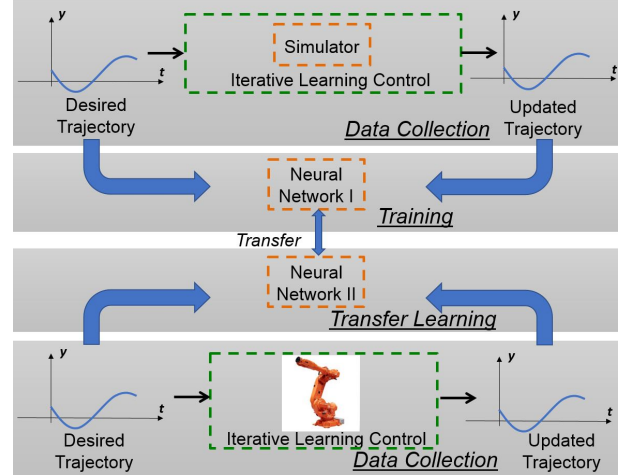 y
t
Desired
Trajectory
Simulator
Iterative Learning Control
y
t
Updated
Trajectory
Data Collection
Neural
Network I
Training
Transfer
Neural
Network II
Transfer Learning
y
t
Desired
Trajectory
Iterative Learning Control
y
t
Updated
Trajectory
Data Collection